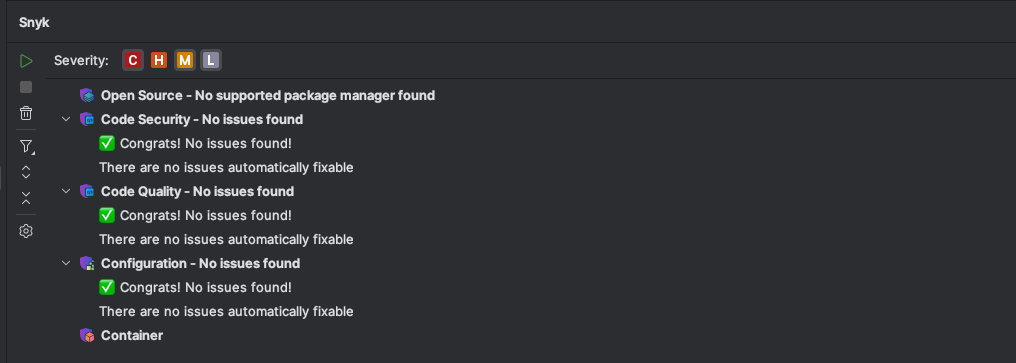 Snyk
Severity: C H M L
Open Source - No supported package manager found
Code Security - No issues found
✅ Congrats! No issues found!
There are no issues automatically fixable
Code Quality - No issues found
✅ Congrats! No issues found!
There are no issues automatically fixable
Configuration - No issues found
✅ Congrats! No issues found!
There are no issues automatically fixable
Container